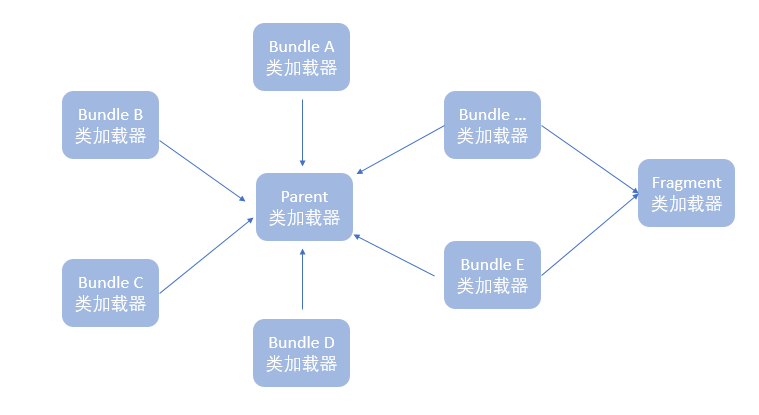 Bundle A
类加载器
Bundle B
类加载器
Bundle ...
类加载器
Parent
类加载器
Fragment
类加载器
Bundle C
类加载器
Bundle E
类加载器
Bundle D
类加载器